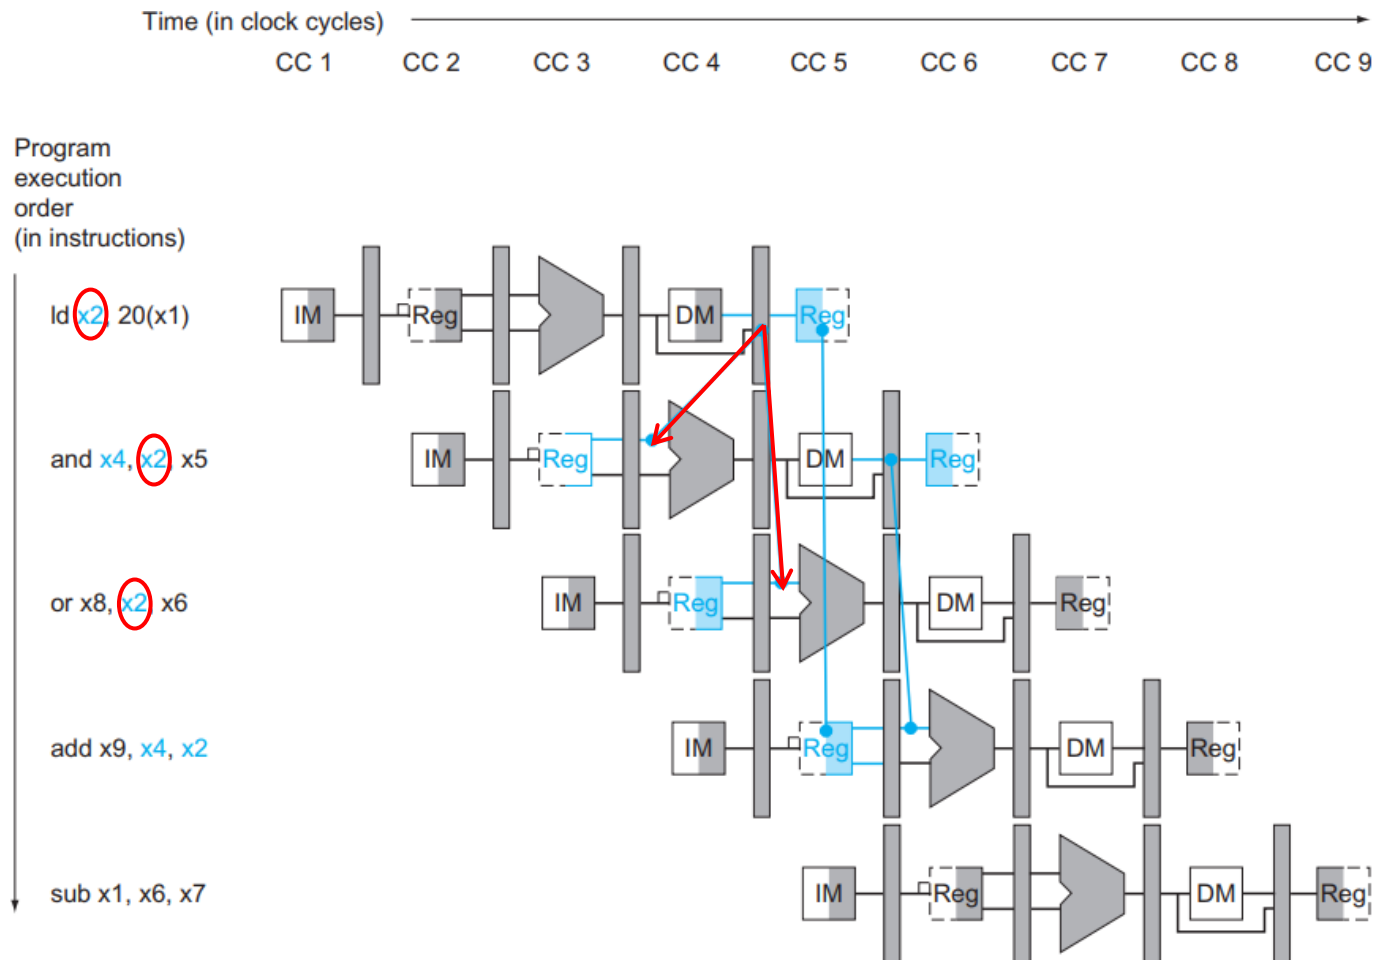 Time (in clock cycles)
CC 1 CC 2 CC 3 CC 4 CC 5 CC 6 CC 7 CC 8 CC 9
Program
execution
order
(in instructions)
ld x2, 20(x1)
IM Reg DM Reg
and x4, x2, x5
IM Reg DM Reg
or x8, x2, x6
IM Reg DM Reg
add x9, x4, x2
IM Reg DM Reg
sub x1, x6, x7
IM Reg DM Reg